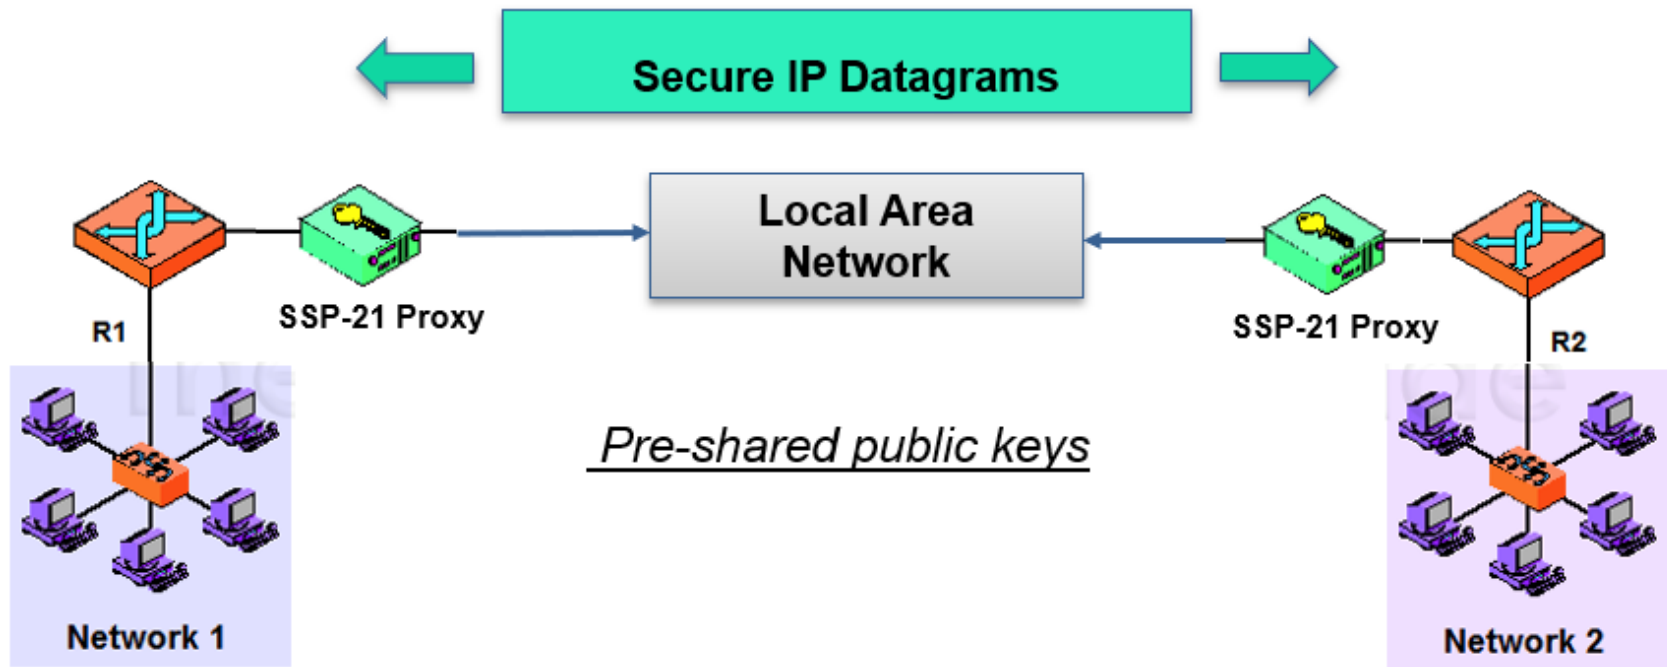 Secure IP Datagrams
Local Area
Network
SSP-21 Proxy
SSP-21 Proxy
R1
R2
Pre-shared public keys
Network 1
Network 2